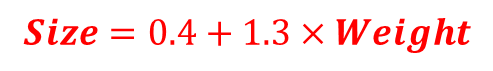 Size = 0.4 + 1.3 × Weight